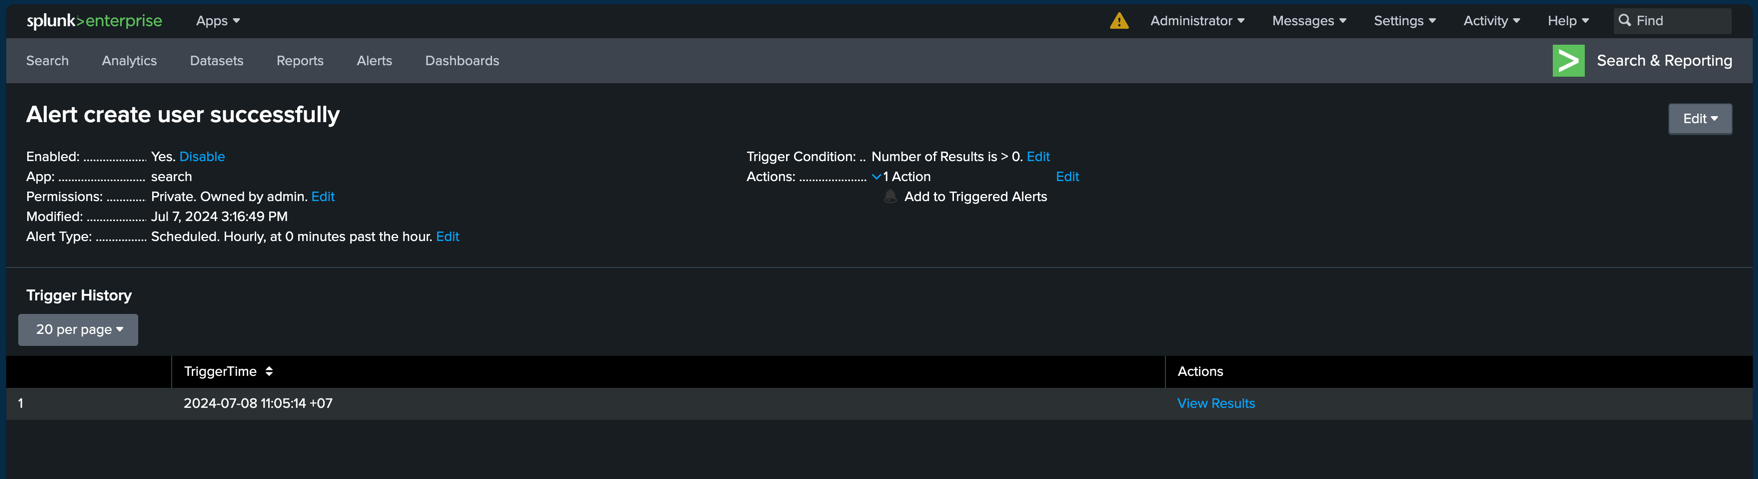 splunk>enterprise Apps Administrator Messages Settings Activity Help Find
Search Analytics Datasets Reports Alerts Dashboards Search & Reporting
Alert create user successfully
Edit
Enabled: .................... Yes. Disable
App: ........................... search
Permissions: ............ Private. Owned by admin. Edit
Modified: ................... Jul 7, 2024 3:16:49 PM
Alert Type: ................ Scheduled. Hourly, at 0 minutes past the hour. Edit
Trigger Condition: .. Number of Results is > 0. Edit
Actions: ..................... 1 Action Edit
Add to Triggered Alerts
Trigger History
20 per page
TriggerTime Actions
1 2024-07-08 11:05:14 +07 View Results